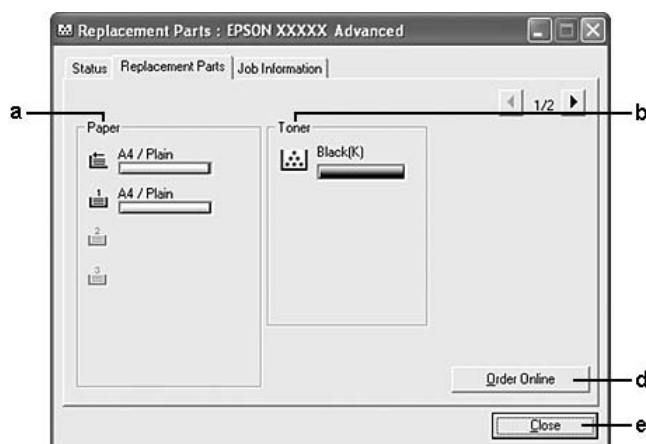 Replacement Parts : EPSON XXXXX Advanced
Status Replacement Parts Job Information
1/2
a
b
Paper
Toner
A4 / Plain
Black(K)
1
A4 / Plain
2
3
Order Online
d
Close
e